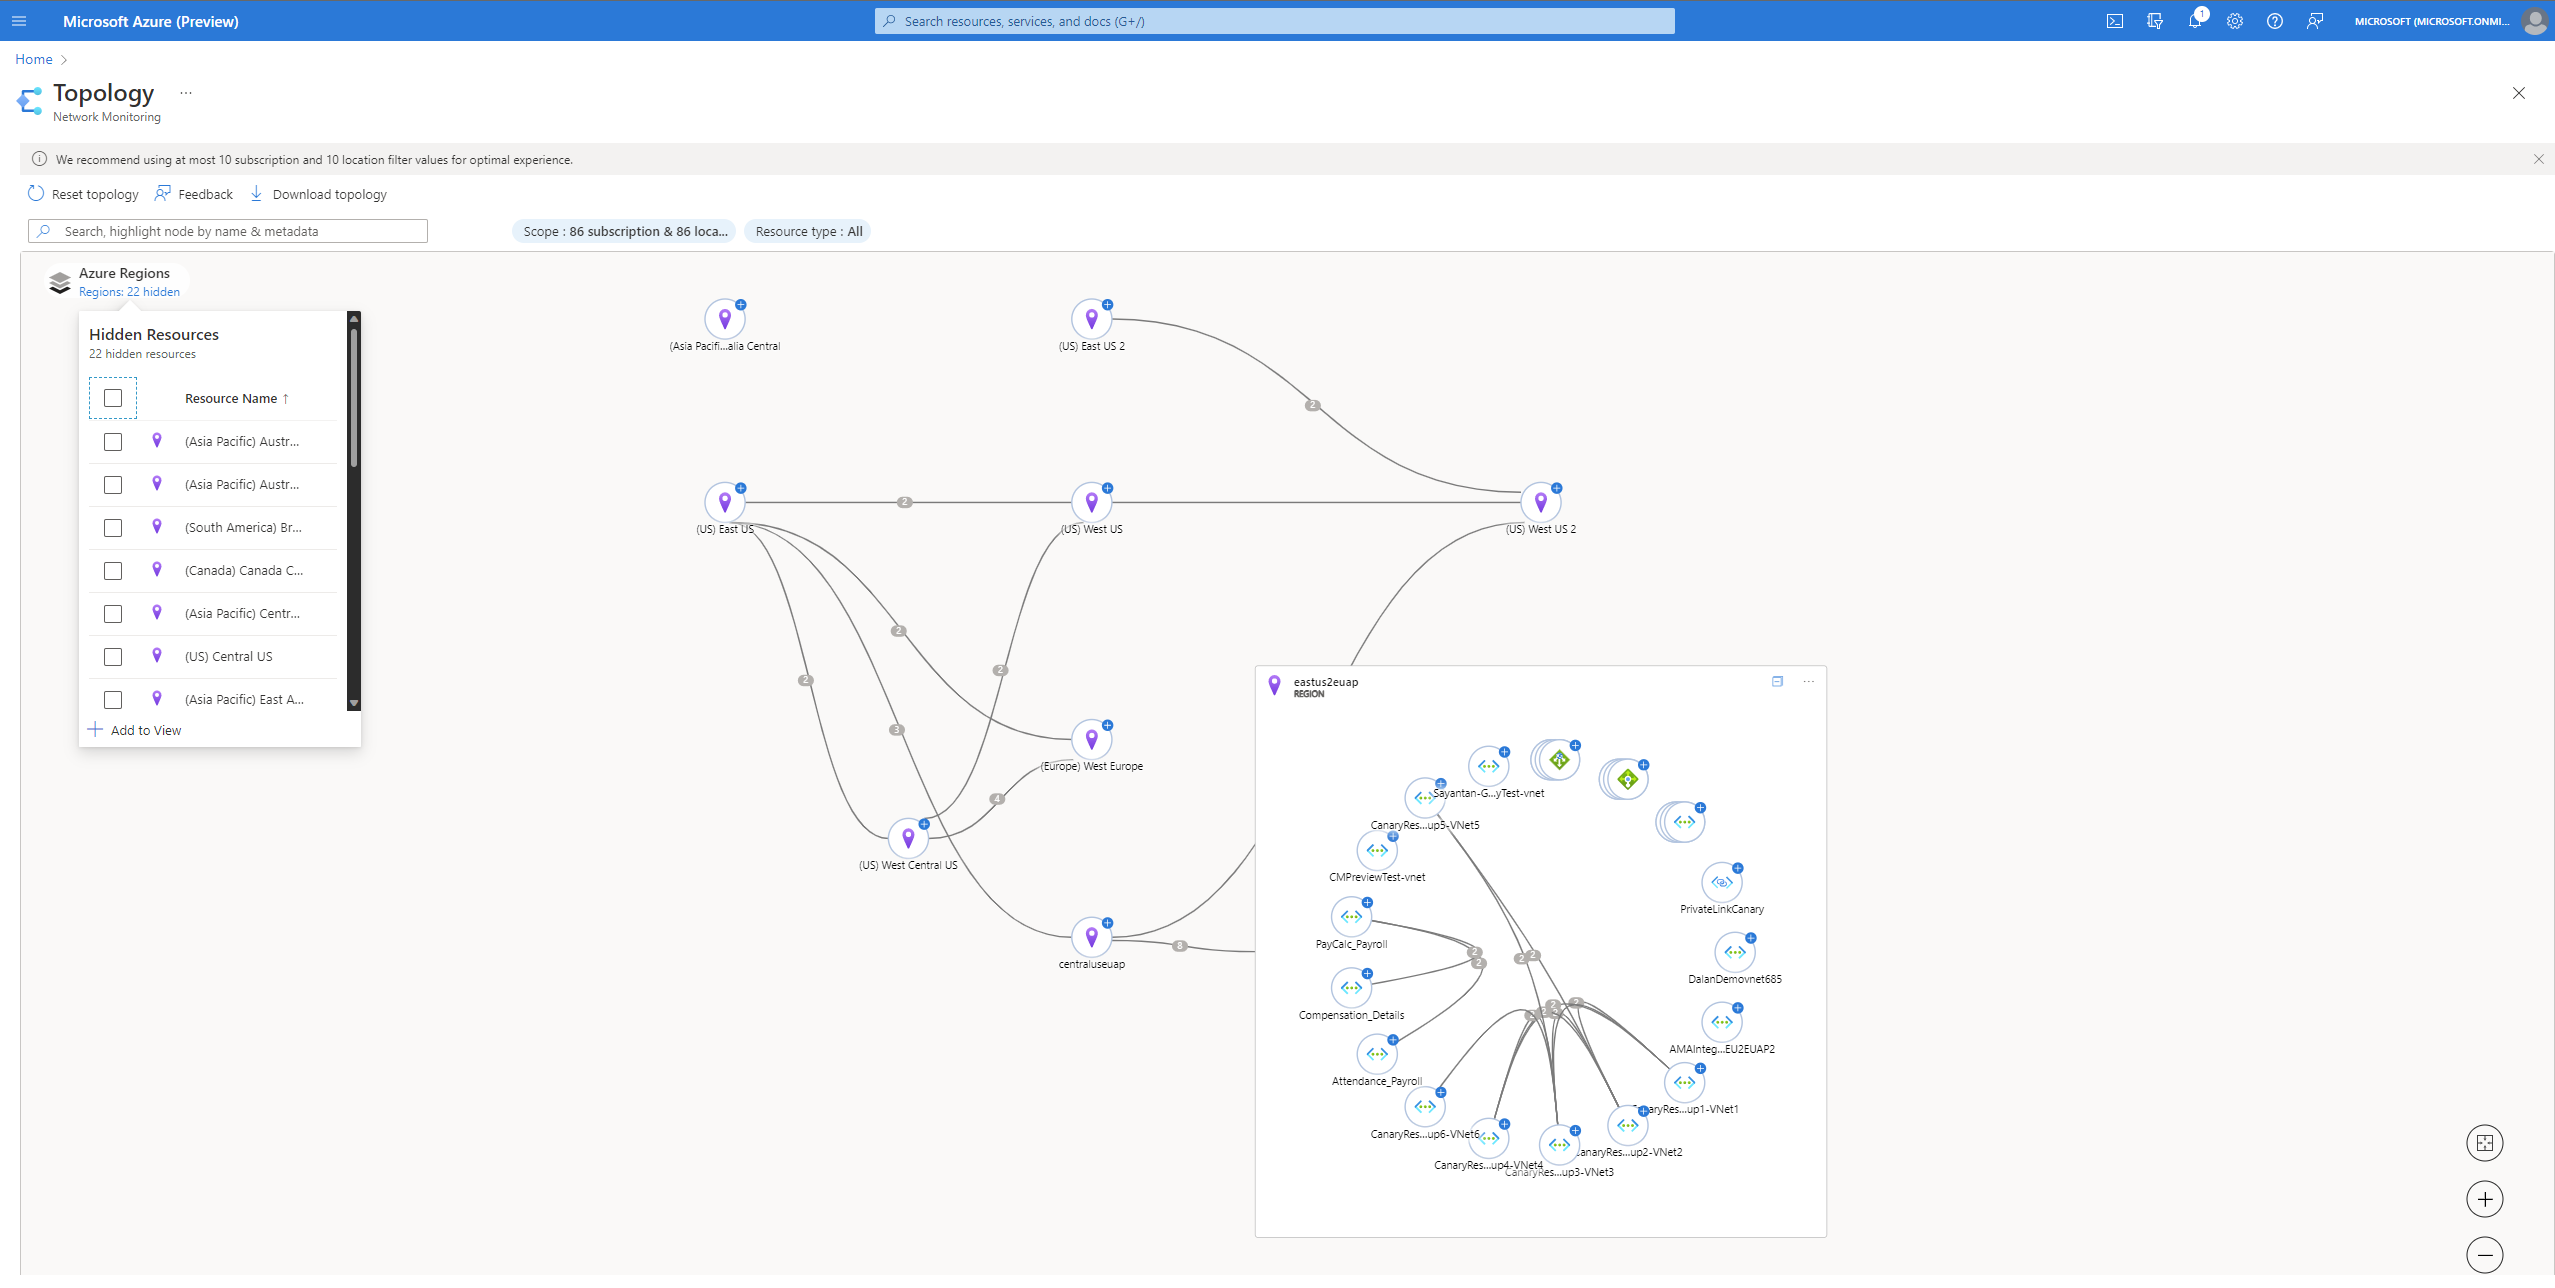 Microsoft Azure (Preview)
Search resources, services, and docs (G+/)
1
MICROSOFT (MICROSOFT.ONMI...
Home
Topology
...
Network Monitoring
We recommend using at most 10 subscription and 10 location filter values for optimal experience.
Reset topology
Feedback
Download topology
Search, highlight node by name & metadata
Scope : 86 subscription & 86 loca...
Resource type : All
Azure Regions
Regions: 22 hidden
Hidden Resources
22 hidden resources
Resource Name ↑
(Asia Pacific) Austr...
(Asia Pacific) Austr...
(South America) Br...
(Canada) Canada C...
(Asia Pacific) Centr...
(US) Central US
(Asia Pacific) East A...
Add to View
(Asia Pacifi...alia Central
(US) East US 2
2
(US) East US
2
(US) West US
(US) West US 2
2
2
2
3
(Europe) West Europe
4
(US) West Central US
centraluseuap
8
eastus2euap
REGION
...
Sayantan-G...yTest-vnet
CanaryRes...up5-VNet5
CMPreviewTest-vnet
PrivateLinkCanary
PayCalc_Payroll
2
2
2
2
DalanDemovnet685
Compensation_Details
2
2
AMAInteg...EU2EUAP2
Attendance_Payroll
aryRes...up1-VNet1
CanaryRes...up6-VNet6
anaryRes...up2-VNet2
CanaryRes...up4-VNet4
CanaryRes...up3-VNet3